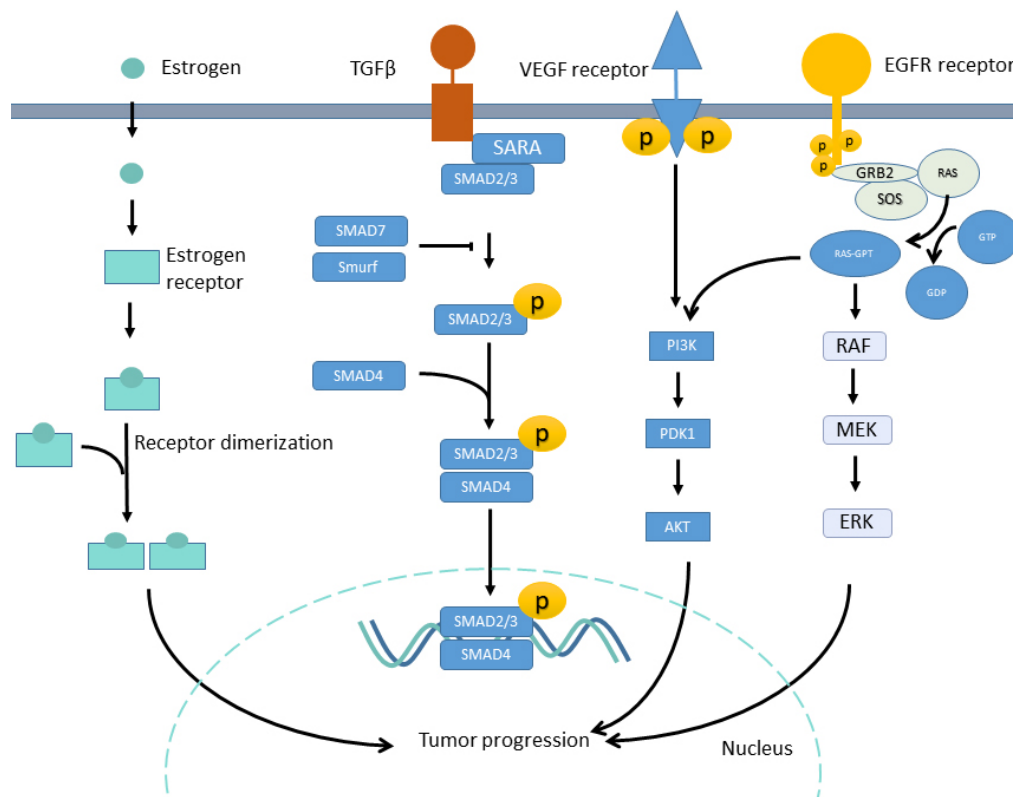 Estrogen
TGFβ
VEGF receptor
EGFR receptor
p
p
p
p
p
SARA
SMAD2/3
GRB2
SOS
RAS
SMAD7
Smurf
Estrogen
receptor
RAS-GPT
GTP
GDP
p
SMAD2/3
PI3K
RAF
SMAD4
Receptor dimerization
p
SMAD2/3
SMAD4
PDK1
MEK
AKT
ERK
p
SMAD2/3
SMAD4
Tumor progression
Nucleus